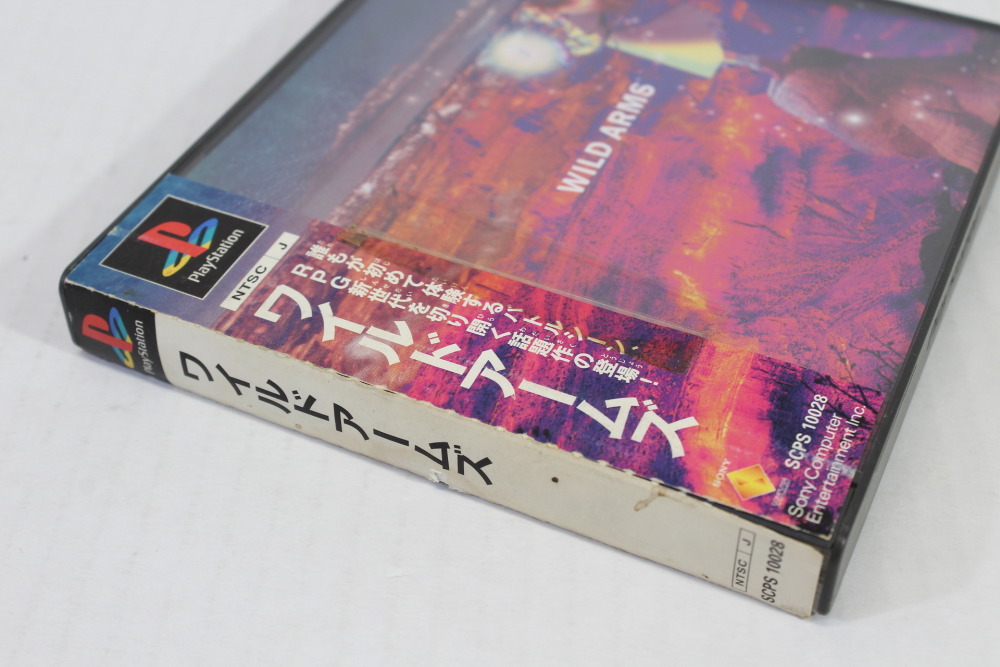 WILD ARMS
PlayStation
NTSC J
誰もが初めて体験するバトルシーン、
RPG新世代を切り開く話題作の登場！
ワイルドアームズ
SONY
SCPS 10028
Sony Computer
Entertainment Inc.
PlayStation
ワイルドアームズ
NTSC J
SCPS 10028